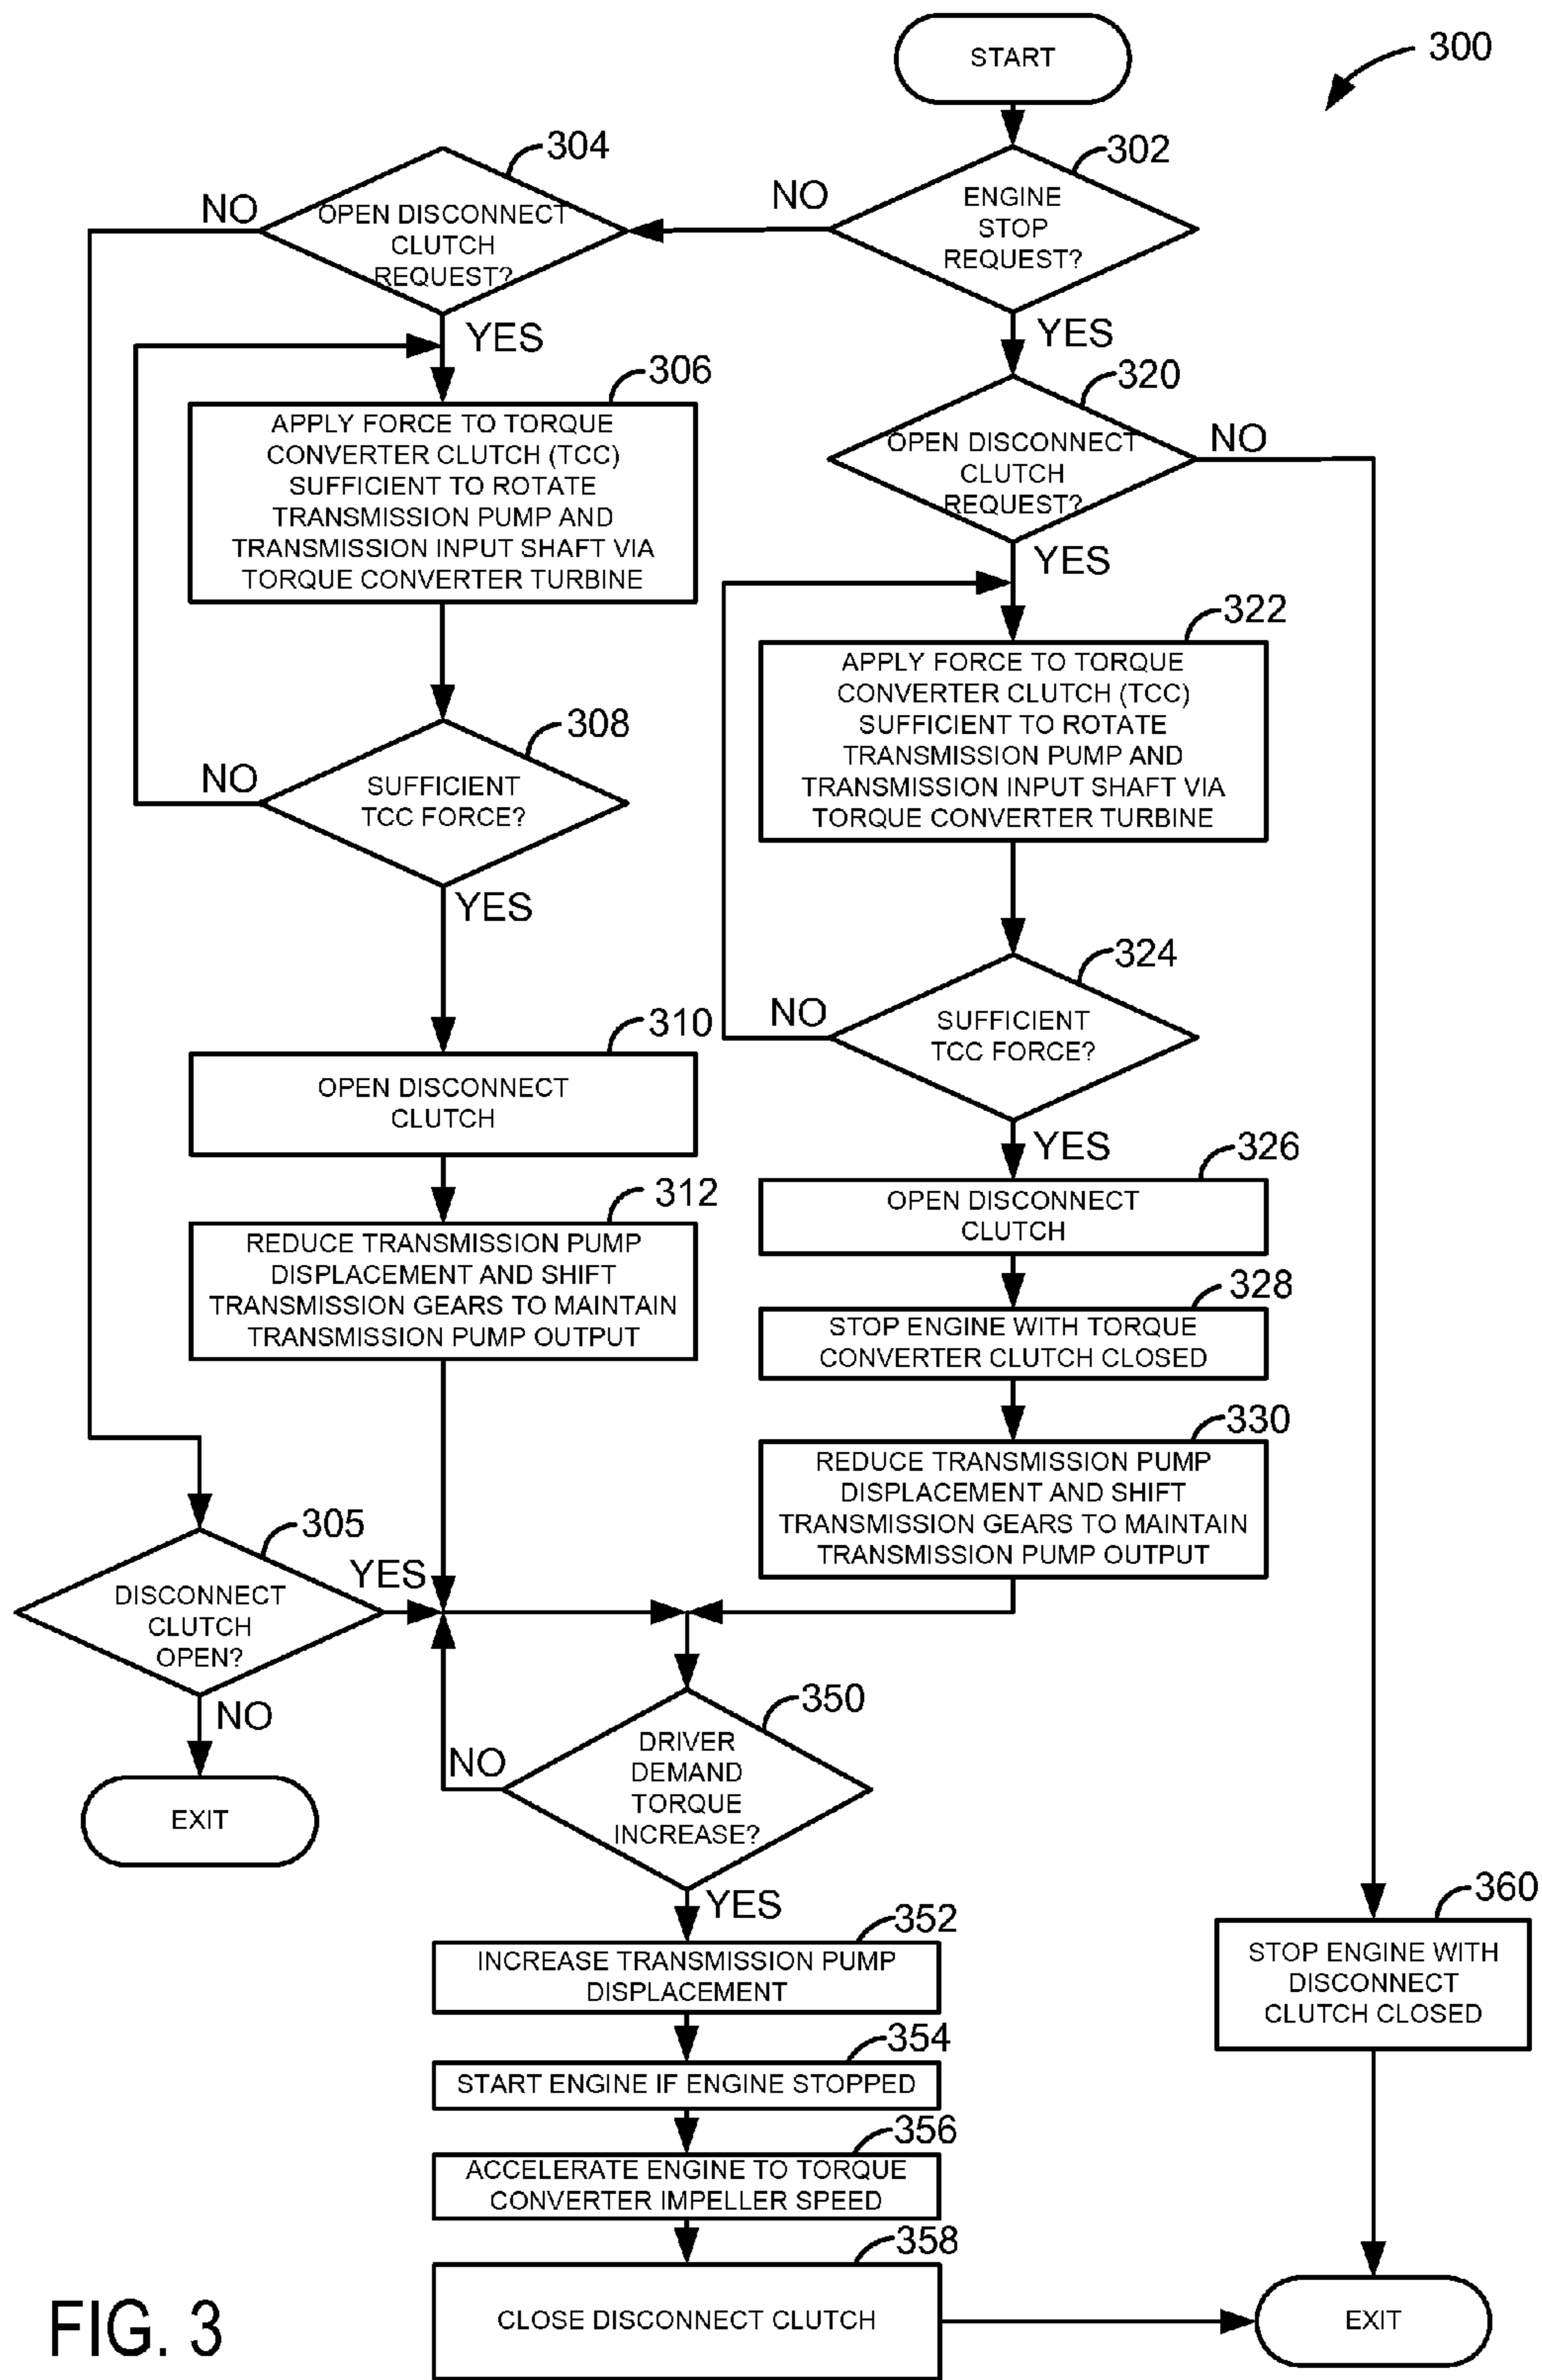 START
300
302
ENGINE
STOP
REQUEST?
NO
YES
304
OPEN DISCONNECT
CLUTCH
REQUEST?
NO
YES
306
APPLY FORCE TO TORQUE
CONVERTER CLUTCH (TCC)
SUFFICIENT TO ROTATE
TRANSMISSION PUMP AND
TRANSMISSION INPUT SHAFT VIA
TORQUE CONVERTER TURBINE
308
SUFFICIENT
TCC FORCE?
NO
YES
310
OPEN DISCONNECT
CLUTCH
312
REDUCE TRANSMISSION PUMP
DISPLACEMENT AND SHIFT
TRANSMISSION GEARS TO MAINTAIN
TRANSMISSION PUMP OUTPUT
305
DISCONNECT
CLUTCH
OPEN?
YES
NO
EXIT
320
OPEN DISCONNECT
CLUTCH
REQUEST?
NO
YES
322
APPLY FORCE TO TORQUE
CONVERTER CLUTCH (TCC)
SUFFICIENT TO ROTATE
TRANSMISSION PUMP AND
TRANSMISSION INPUT SHAFT VIA
TORQUE CONVERTER TURBINE
324
SUFFICIENT
TCC FORCE?
NO
YES
326
OPEN DISCONNECT
CLUTCH
328
STOP ENGINE WITH TORQUE
CONVERTER CLUTCH CLOSED
330
REDUCE TRANSMISSION PUMP
DISPLACEMENT AND SHIFT
TRANSMISSION GEARS TO MAINTAIN
TRANSMISSION PUMP OUTPUT
350
DRIVER
DEMAND
TORQUE
INCREASE?
NO
YES
352
INCREASE TRANSMISSION PUMP
DISPLACEMENT
354
START ENGINE IF ENGINE STOPPED
356
ACCELERATE ENGINE TO TORQUE
CONVERTER IMPELLER SPEED
358
CLOSE DISCONNECT CLUTCH
360
STOP ENGINE WITH
DISCONNECT
CLUTCH CLOSED
EXIT
FIG. 3